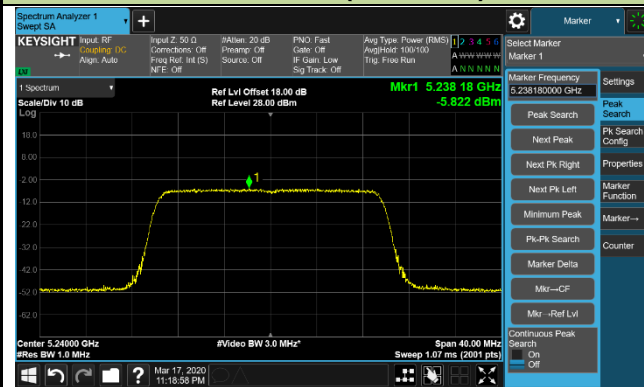 Spectrum Analyzer 1
Swept SA
+
Marker
KEYSIGHT
Input: RF
Coupling: DC
Align: Auto
Input Z: 50 Ω
Corrections: Off
Freq Ref: Int (S)
NFE: Off
#Atten: 20 dB
Preamp: Off
Source: Off
PNO: Fast
Gate: Off
IF Gain: Low
Sig Track: Off
Avg Type: Power (RMS)
Avg|Hold: 100/100
Trig: Free Run
1 2 3 4 5 6
A W W W W W
A N N N N N
LXI
Select Marker
Marker 1
1 Spectrum
Scale/Div 10 dB
Log
Ref Lvl Offset 18.00 dB
Ref Level 28.00 dBm
Mkr1 5.238 18 GHz
-5.822 dBm
Marker Frequency
5.238180000 GHz
Peak Search
Next Peak
Next Pk Right
Next Pk Left
Minimum Peak
Pk-Pk Search
Marker Delta
Mkr→CF
Mkr→Ref Lvl
Continuous Peak
Search
On
Off
Settings
Peak
Search
Pk Search
Config
Properties
Marker
Function
Marker→
Counter
18.0
8.00
-2.00
-12.0
-22.0
-32.0
-42.0
-52.0
-62.0
1
Center 5.24000 GHz
#Res BW 1.0 MHz
#Video BW 3.0 MHz*
Span 40.00 MHz
Sweep 1.07 ms (2001 pts)
?
Mar 17, 2020
11:18:58 PM